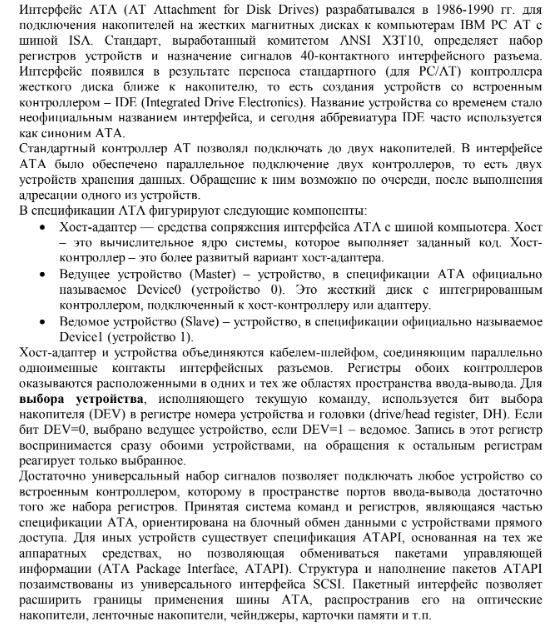 Интерфейс АТА (AT Attachment for Disk Drives) разрабатывался в 1986-1990 гг. для
подключения накопителей на жестких магнитных дисках к компьютерам IBM PC AT с
шиной ISA. Стандарт, выработанный комитетом ANSI X3T10, определяет набор
регистров устройств и назначение сигналов 40-контактного интерфейсного разъема.
Интерфейс появился в результате переноса стандартного (для PC/AT) контроллера
жесткого диска ближе к накопителю, то есть создания устройств со встроенным
контроллером – IDE (Integrated Drive Electronics). Название устройства со временем стало
неофициальным названием интерфейса, и сегодня аббревиатура IDE часто используется
как синоним АТА.
Стандартный контроллер АТ позволял подключать до двух накопителей. В интерфейсе
АТА было обеспечено параллельное подключение двух контроллеров, то есть двух
устройств хранения данных. Обращение к ним возможно по очереди, после выполнения
адресации одного из устройств.
В спецификации АТА фигурируют следующие компоненты:
• Хост-адаптер — средства сопряжения интерфейса АТА с шиной компьютера. Хост
– это вычислительное ядро системы, которое выполняет заданный код. Хост-
контроллер – это более развитый вариант хост-адаптера.
• Ведущее устройство (Master) – устройство, в спецификации АТА официально
называемое Device0 (устройство 0). Это жесткий диск с интегрированным
контроллером, подключенный к хост-контроллеру или адаптеру.
• Ведомое устройство (Slave) – устройство, в спецификации официально называемое
Device1 (устройство 1).
Хост-адаптер и устройства объединяются кабелем-шлейфом, соединяющим параллельно
одноименные контакты интерфейсных разъемов. Регистры обоих контроллеров
оказываются расположенными в одних и тех же областях пространства ввода-вывода. Для
выбора устройства, исполняющего текущую команду, используется бит выбора
накопителя (DEV) в регистре номера устройства и головки (drive/head register, DH). Если
бит DEV=0, выбрано ведущее устройство, если DEV=1 – ведомое. Запись в этот регистр
воспринимается сразу обоими устройствами, на обращения к остальным регистрам
реагирует только выбранное.
Достаточно универсальный набор сигналов позволяет подключать любое устройство со
встроенным контроллером, которому в пространстве портов ввода-вывода достаточно
того же набора регистров. Принятая система команд и регистров, являющаяся частью
спецификации АТА, ориентирована на блочный обмен данными с устройствами прямого
доступа. Для иных устройств существует спецификация ATAPI, основанная на тех же
аппаратных средствах, но позволяющая обмениваться пакетами управляющей
информации (ATA Package Interface, ATAPI). Структура и наполнение пакетов ATAPI
позаимствованы из универсального интерфейса SCSI. Пакетный интерфейс позволяет
расширить границы применения шины АТА, распространив его на оптические
накопители, ленточные накопители, чейнджеры, карточки памяти и т.п.